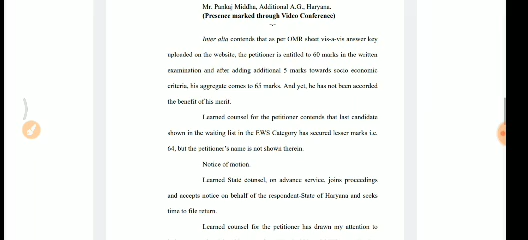 Mr. Pankaj Middha, Additional A.G., Haryana.
(Presence marked through Video Conference)
~~
Inter alia contends that as per OMR sheet vis-a-vis answer key
uploaded on the website, the petitioner is entitled to 60 marks in the written
examination and after adding additional 5 marks towards socio economic
criteria, his aggregate comes to 65 marks. And yet, he has not been accorded
the benefit of his merit.
Learned counsel for the petitioner contends that last candidate
shown in the waiting list in the EWS Category has secured lesser marks i.e.
64, but the petitioner's name is not shown therein.
Notice of motion.
Learned State counsel, on advance service, joins proceedings
and accepts notice on behalf of the respondent-State of Haryana and seeks
time to file return.
Learned counsel for the petitioner has drawn my attention to